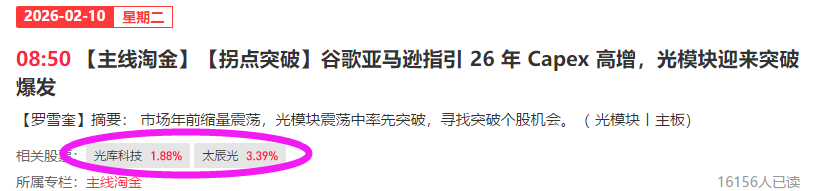 2026-02-10 星期二
08:50 【主线淘金】【拐点突破】谷歌亚马逊指引 26 年 Capex 高增，光模块迎来突破
爆发
【罗雪奎】摘要： 市场年前缩量震荡，光模块震荡中率先突破，寻找突破个股机会。（ 光模块丨主板）
相关股票： 光库科技 1.88% 太辰光 3.39%
所属专栏：主线淘金 16156人已读